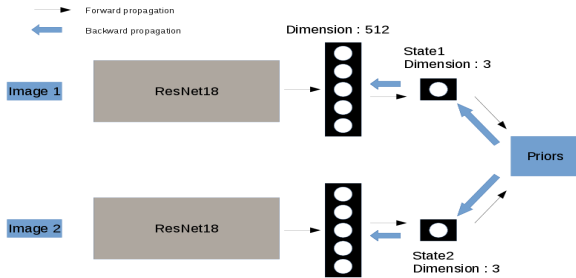 Forward propagation
Backward propagation
Dimension : 512
State1
Dimension : 3
Image 1
ResNet18
Priors
Image 2
ResNet18
State2
Dimension : 3